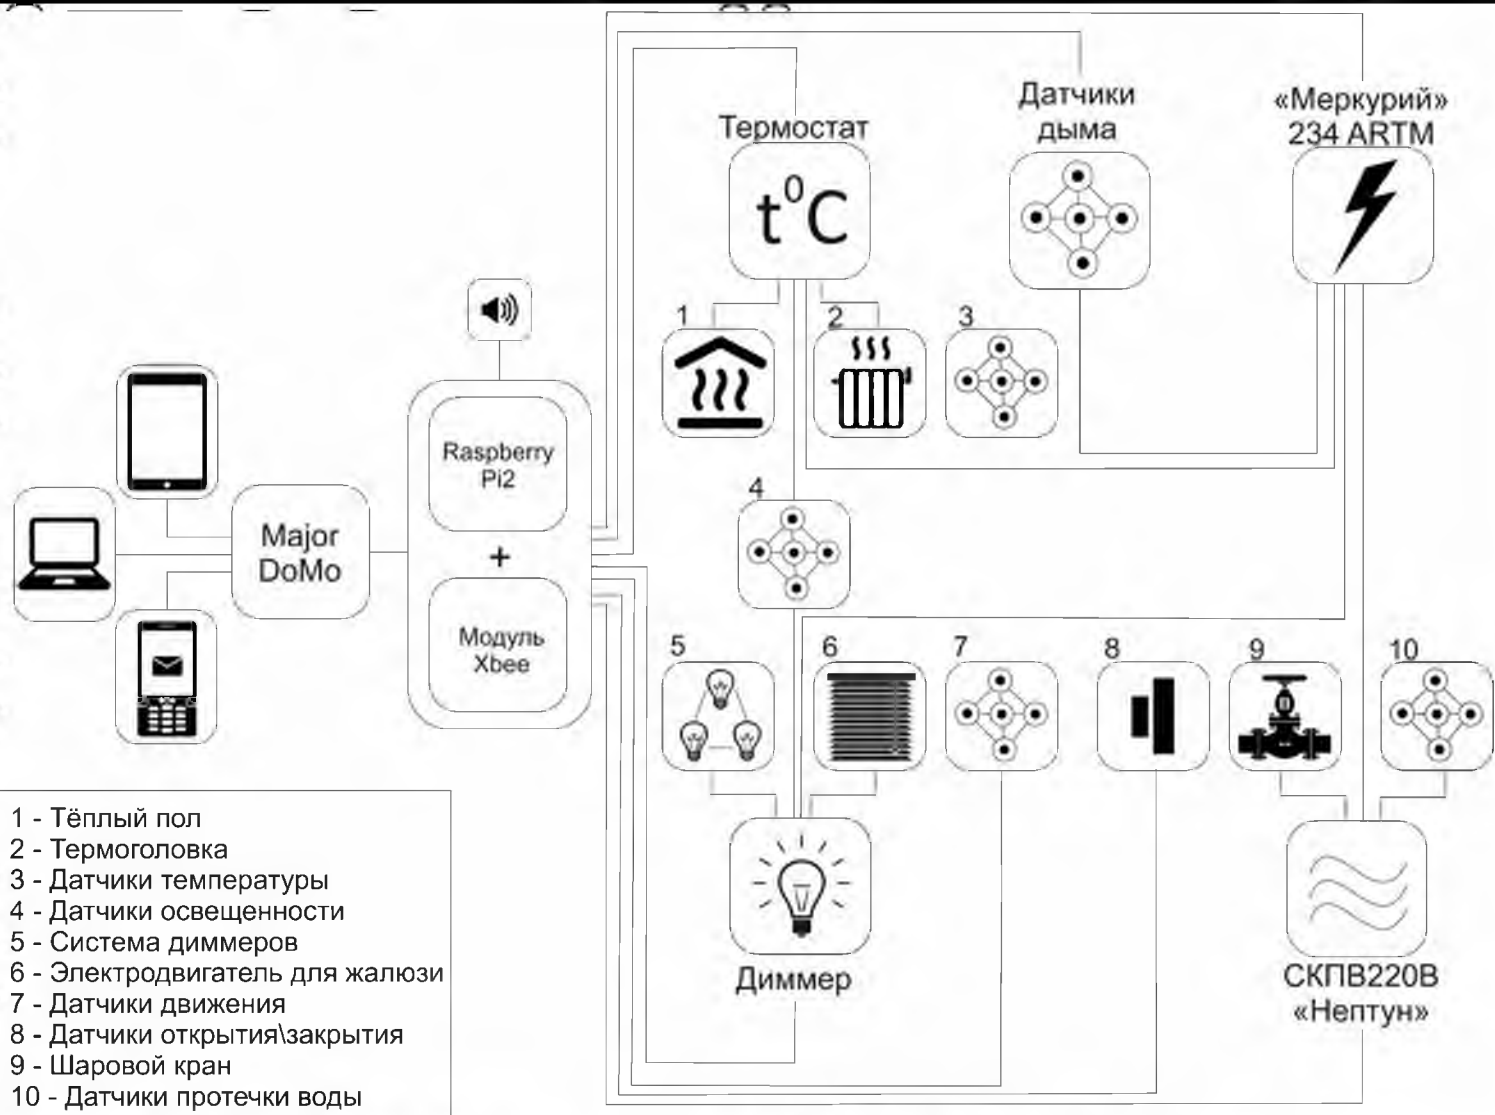 Термостат
t⁰C
Датчики
дыма
«Меркурий»
234 ARTM
1
2
3
Raspberry
Pi2
+
Модуль
Xbee
Major
DoMo
4
5
6
7
8
9
10
Диммер
СКПВ220В
«Нептун»
1 - Тёплый пол
2 - Термоголовка
3 - Датчики температуры
4 - Датчики освещенности
5 - Система диммеров
6 - Электродвигатель для жалюзи
7 - Датчики движения
8 - Датчики открытия\закрытия
9 - Шаровой кран
10 - Датчики протечки воды